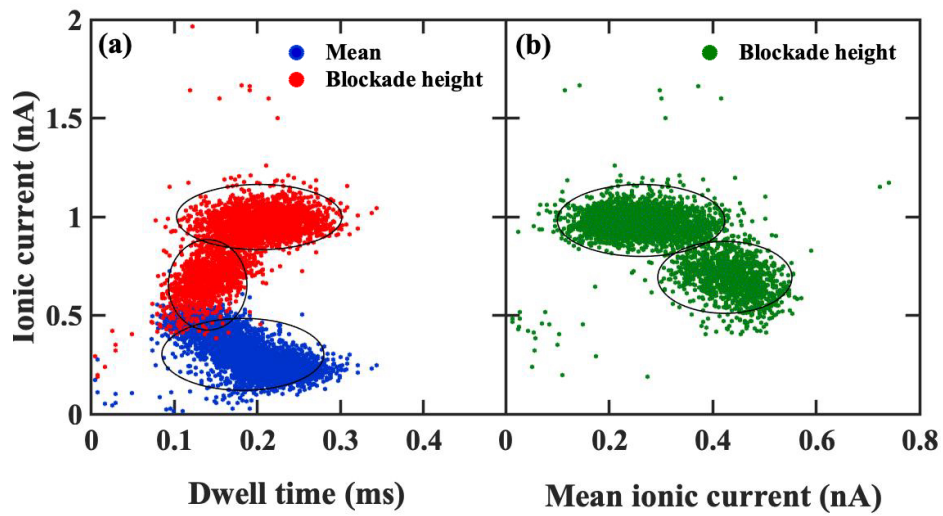 (a)
Mean
Blockade height
(b)
Blockade height
Ionic current (nA)
2
1.5
1
0.5
0
0 0.1 0.2 0.3 0.4
0 0.2 0.4 0.6 0.8
Dwell time (ms)
Mean ionic current (nA)